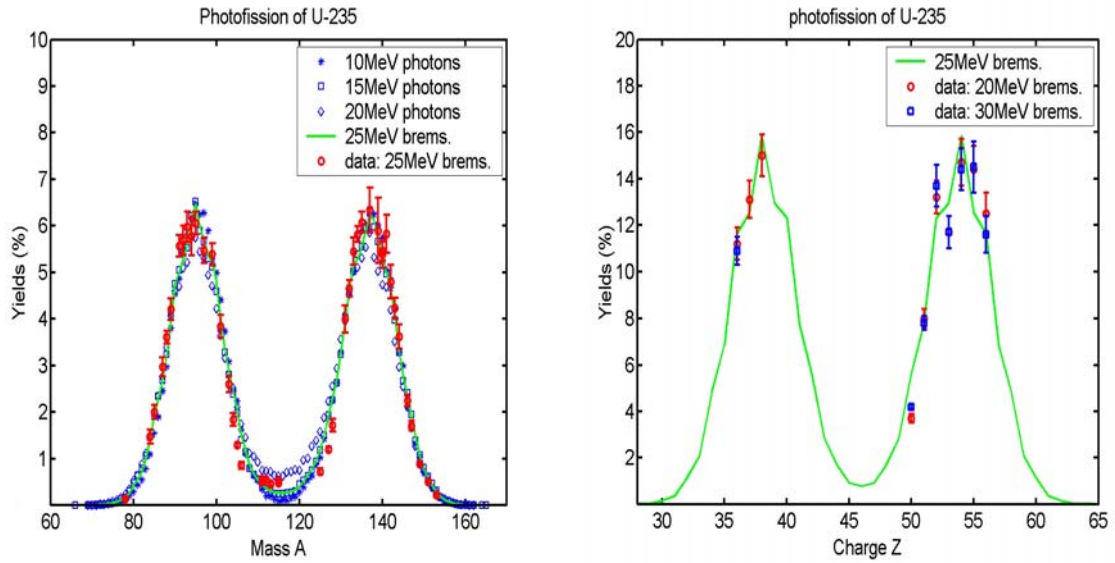 Photofission of U-235
10
9
8
7
6
5
4
3
2
1
60
80
100
120
140
160
Yields (%)
Mass A
10MeV photons
15MeV photons
20MeV photons
25MeV brems.
data: 25MeV brems.
photofission of U-235
20
18
16
14
12
10
8
6
4
2
30
35
40
45
50
55
60
65
Yields (%)
Charge Z
25MeV brems.
data: 20MeV brems.
data: 30MeV brems.